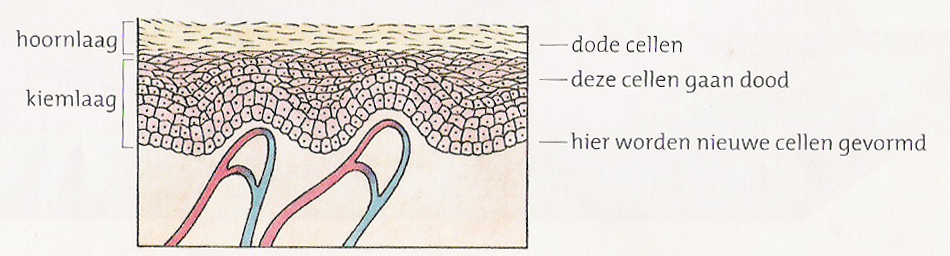 hoornlaag
kiemlaag
dode cellen
deze cellen gaan dood
hier worden nieuwe cellen gevormd